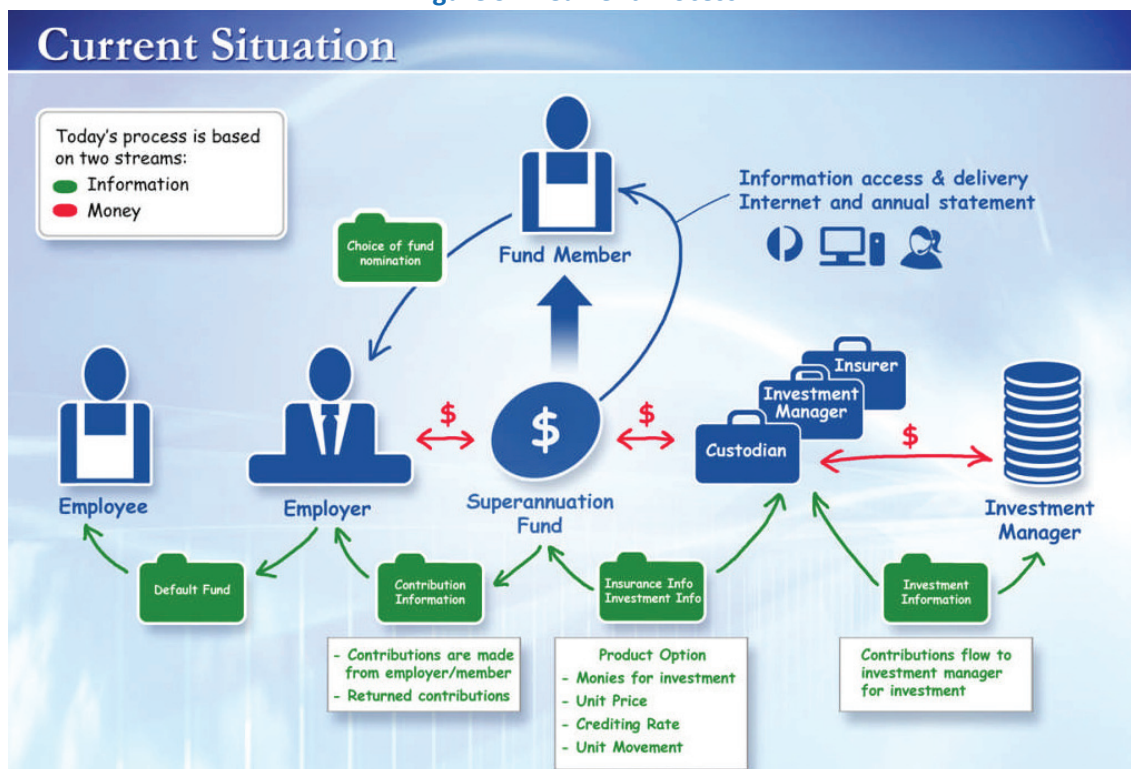 Current Situation
Today's process is based
on two streams:
Information
Money
Choice of fund
nomination
Fund Member
Information access & delivery
Internet and annual statement
Employee
Employer
$
$
Superannuation
Fund
$
Insurer
Investment
Manager
Custodian
$
Investment
Manager
Default Fund
Contribution
Information
- Contributions are made
from employer/member
- Returned contributions
Insurance Info
Investment Info
Product Option
- Monies for investment
- Unit Price
- Crediting Rate
- Unit Movement
Investment
Information
Contributions flow to
investment manager
for investment